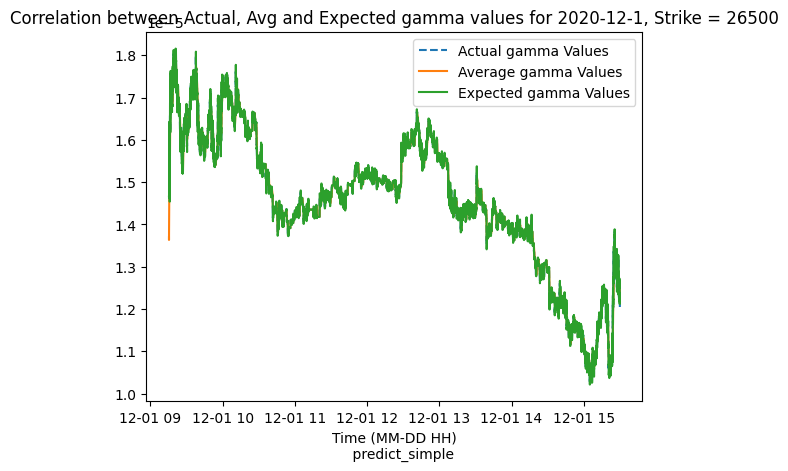 Correlation between Actual, Avg and Expected gamma values for 2020-12-1, Strike = 26500
1e−5
Actual gamma Values
Average gamma Values
Expected gamma Values
1.8
1.7
1.6
1.5
1.4
1.3
1.2
1.1
1.0
12-01 09 12-01 10 12-01 11 12-01 12 12-01 13 12-01 14 12-01 15
Time (MM-DD HH)
predict_simple